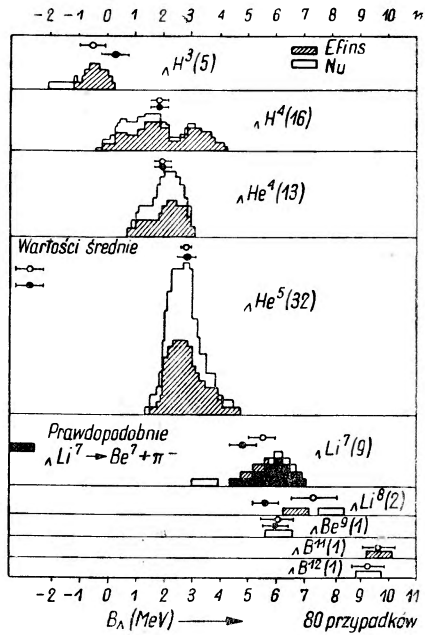 -2 -1 0 1 2 3 4 5 6 7 8 9 10 11
Efins
Nu
ΛH³(5)
ΛH⁴(16)
ΛHe⁴(13)
Wartości średnie
ΛHe⁵(32)
Prawdopodobnie
ΛLi⁷→Be⁷+π⁻
ΛLi⁷(9)
ΛLi⁸(2)
ΛBe⁹(1)
ΛB¹¹(1)
ΛB¹²(1)
-2 -1 0 1 2 3 4 5 6 7 8 9 10 11
BΛ(MeV) → 80 przypadków